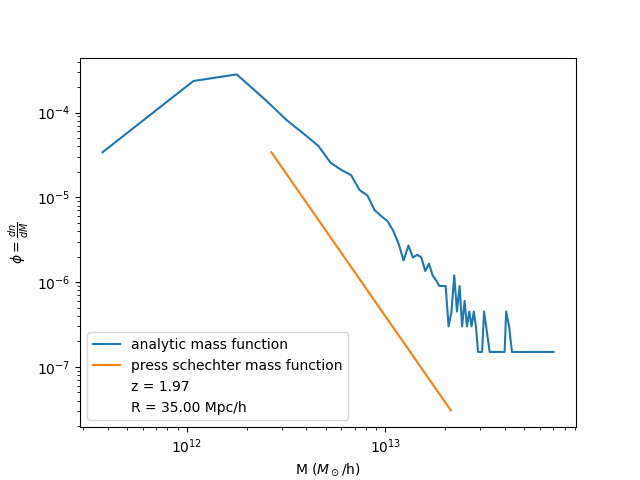 10⁻⁴
10⁻⁵
10⁻⁶
10⁻⁷
ϕ = dn/dM
analytic mass function
press schechter mass function
z = 1.97
R = 35.00 Mpc/h
10¹²
10¹³
M (M⊙/h)